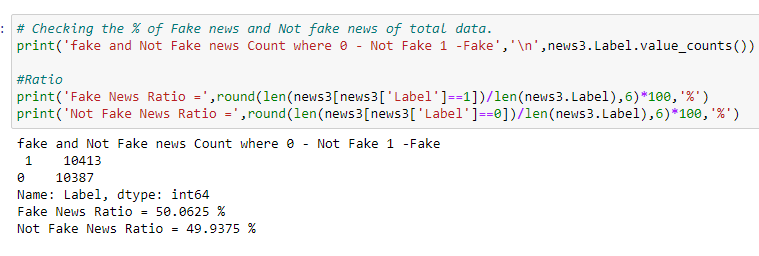 : # Checking the % of Fake news and Not fake news of total data.
print('fake and Not Fake news Count where 0 - Not Fake 1 -Fake','\n',news3.Label.value_counts())
#Ratio
print('Fake News Ratio =',round(len(news3[news3['Label']==1])/len(news3.Label),6)*100,'%')
print('Not Fake News Ratio =',round(len(news3[news3['Label']==0])/len(news3.Label),6)*100,'%')
fake and Not Fake news Count where 0 - Not Fake 1 -Fake
1    10413
0    10387
Name: Label, dtype: int64
Fake News Ratio = 50.0625 %
Not Fake News Ratio = 49.9375 %